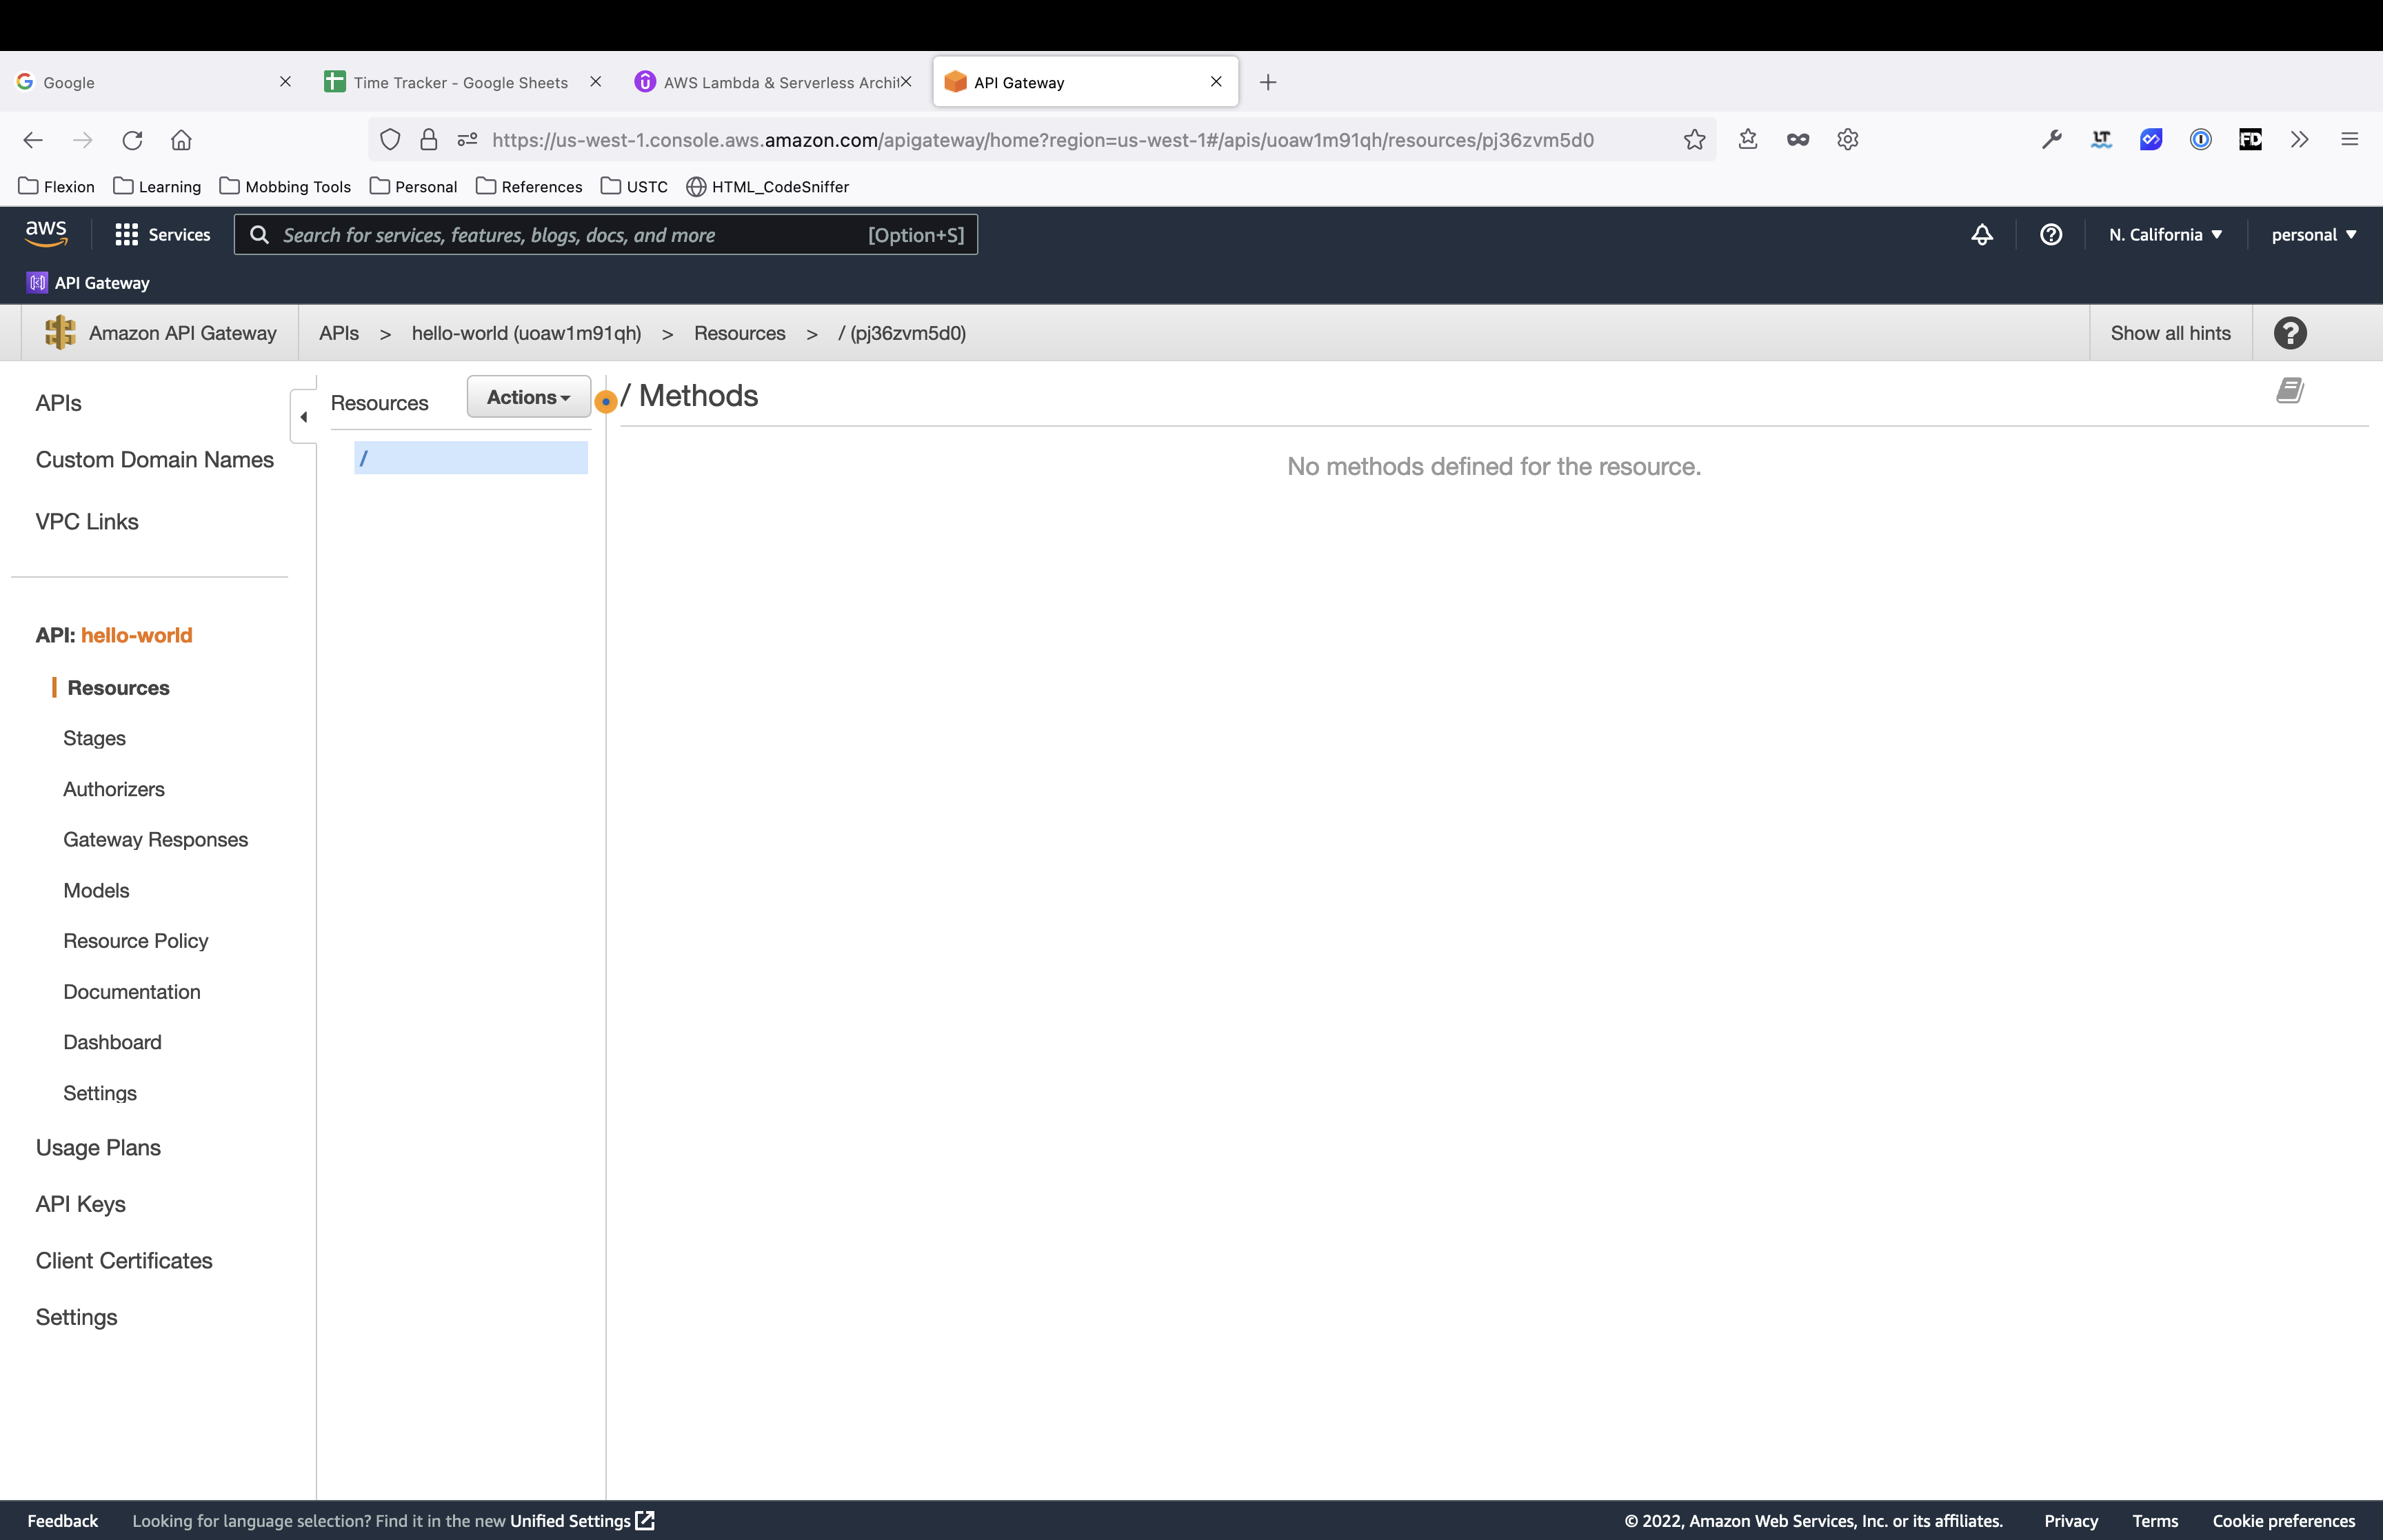 Google
Time Tracker - Google Sheets
AWS Lambda & Serverless Archit
API Gateway
https://us-west-1.console.aws.amazon.com/apigateway/home?region=us-west-1#/apis/uoaw1m91qh/resources/pj36zvm5d0
LT
FD
Flexion
Learning
Mobbing Tools
Personal
References
USTC
HTML_CodeSniffer
aws
Services
Search for services, features, blogs, docs, and more
[Option+S]
N. California
personal
API Gateway
Amazon API Gateway
APIs > hello-world (uoaw1m91qh) > Resources > / (pj36zvm5d0)
Show all hints
APIs
Custom Domain Names
VPC Links
API: hello-world
Resources
Stages
Authorizers
Gateway Responses
Models
Resource Policy
Documentation
Dashboard
Settings
Usage Plans
API Keys
Client Certificates
Settings
Resources
Actions
/
/ Methods
No methods defined for the resource.
Feedback
Looking for language selection? Find it in the new Unified Settings
© 2022, Amazon Web Services, Inc. or its affiliates.
Privacy
Terms
Cookie preferences